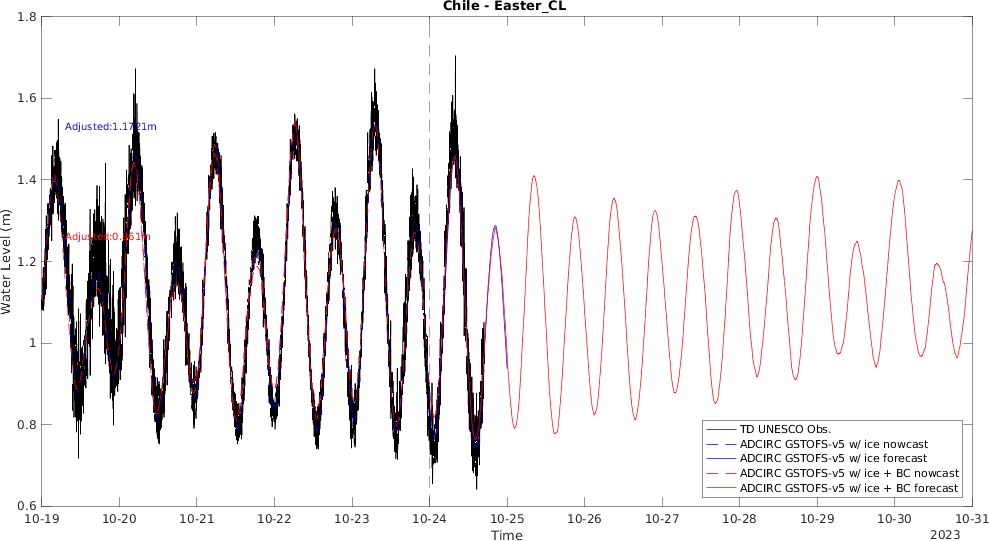 Chile - Easter_CL
Water Level (m)
1.8
1.6
1.4
1.2
1
0.8
0.6
Adjusted:1.1721m
10-19
10-20
10-21
10-22
10-23
10-24
10-25
10-26
10-27
10-28
10-29
10-30
10-31
Time
2023
TD UNESCO Obs.
ADCIRC GSTOFS-v5 w/ ice nowcast
ADCIRC GSTOFS-v5 w/ ice forecast
ADCIRC GSTOFS-v5 w/ ice + BC nowcast
ADCIRC GSTOFS-v5 w/ ice + BC forecast